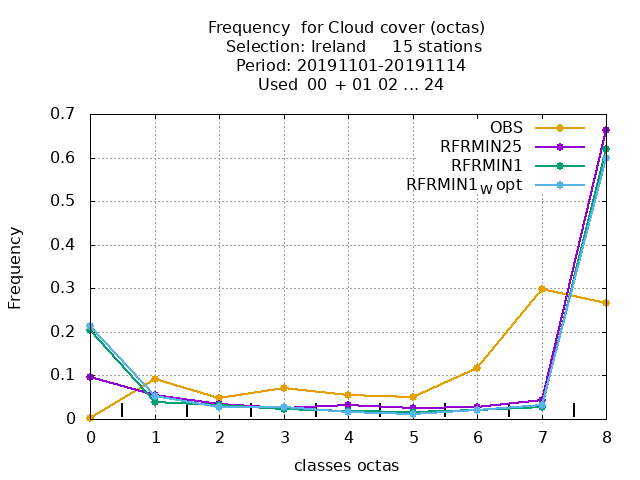 Frequency for Cloud cover (octas)
Selection: Ireland 15 stations
Period: 20191101-20191114
Used 00 + 01 02 ... 24
OBS
RFRMIN25
RFRMIN1
RFRMIN1W opt
0.7
0.6
0.5
0.4
0.3
0.2
0.1
0
Frequency
0 1 2 3 4 5 6 7 8
classes octas